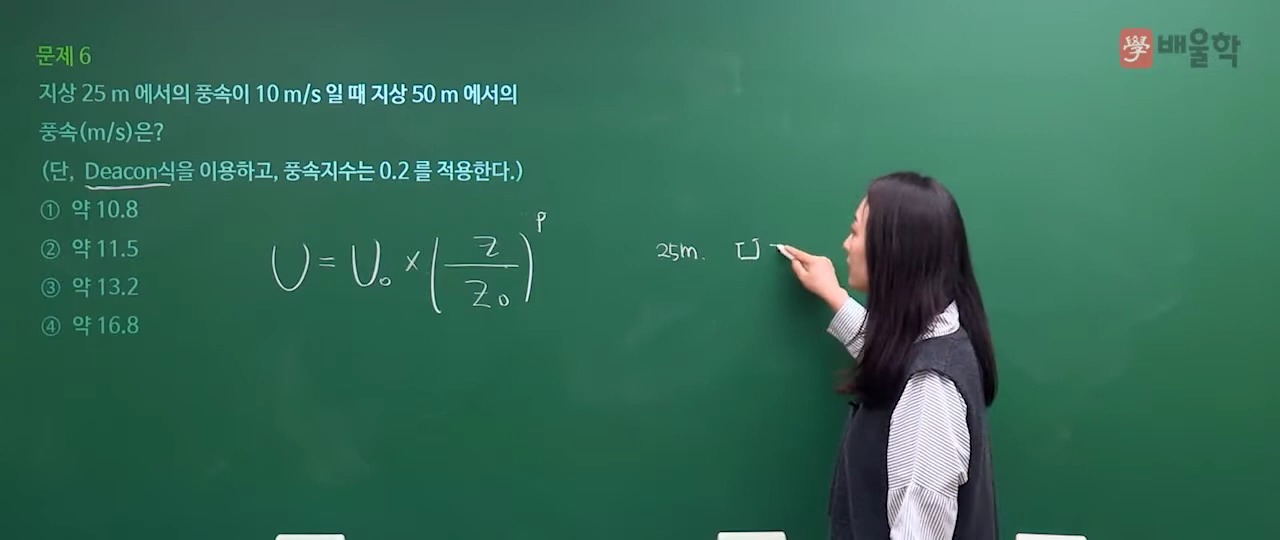 學 배울학
문제 6
지상 25 m 에서의 풍속이 10 m/s 일 때 지상 50 m 에서의
풍속(m/s)은?
(단, Deacon식을 이용하고, 풍속지수는 0.2 를 적용한다.)
① 약 10.8
② 약 11.5
③ 약 13.2
④ 약 16.8
U = U₀ × (Z/Z₀)^P
25m.